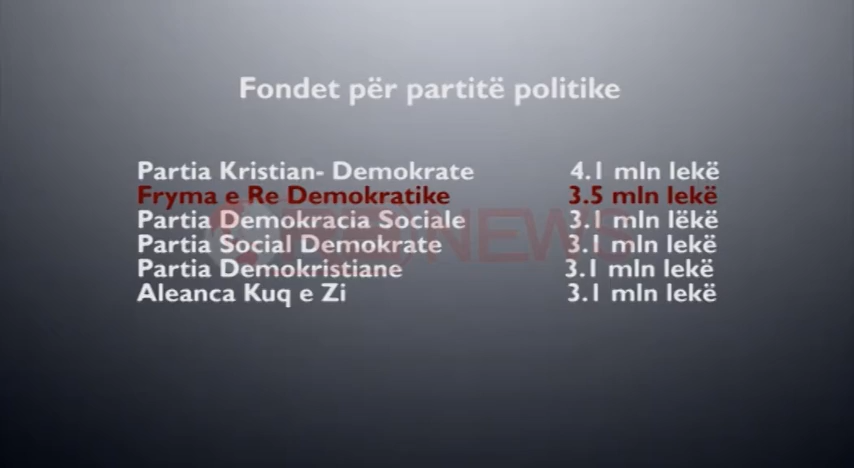 Fondet për partitë politike
Partia Kristian- Demokrate 4.1 mln lekë
Fryma e Re Demokratike 3.5 mln lekë
Partia Demokracia Sociale 3.1 mln lëkë
Partia Social Demokrate 3.1 mln lekë
Partia Demokristiane 3.1 mln lekë
Aleanca Kuq e Zi 3.1 mln lekë
NEWS